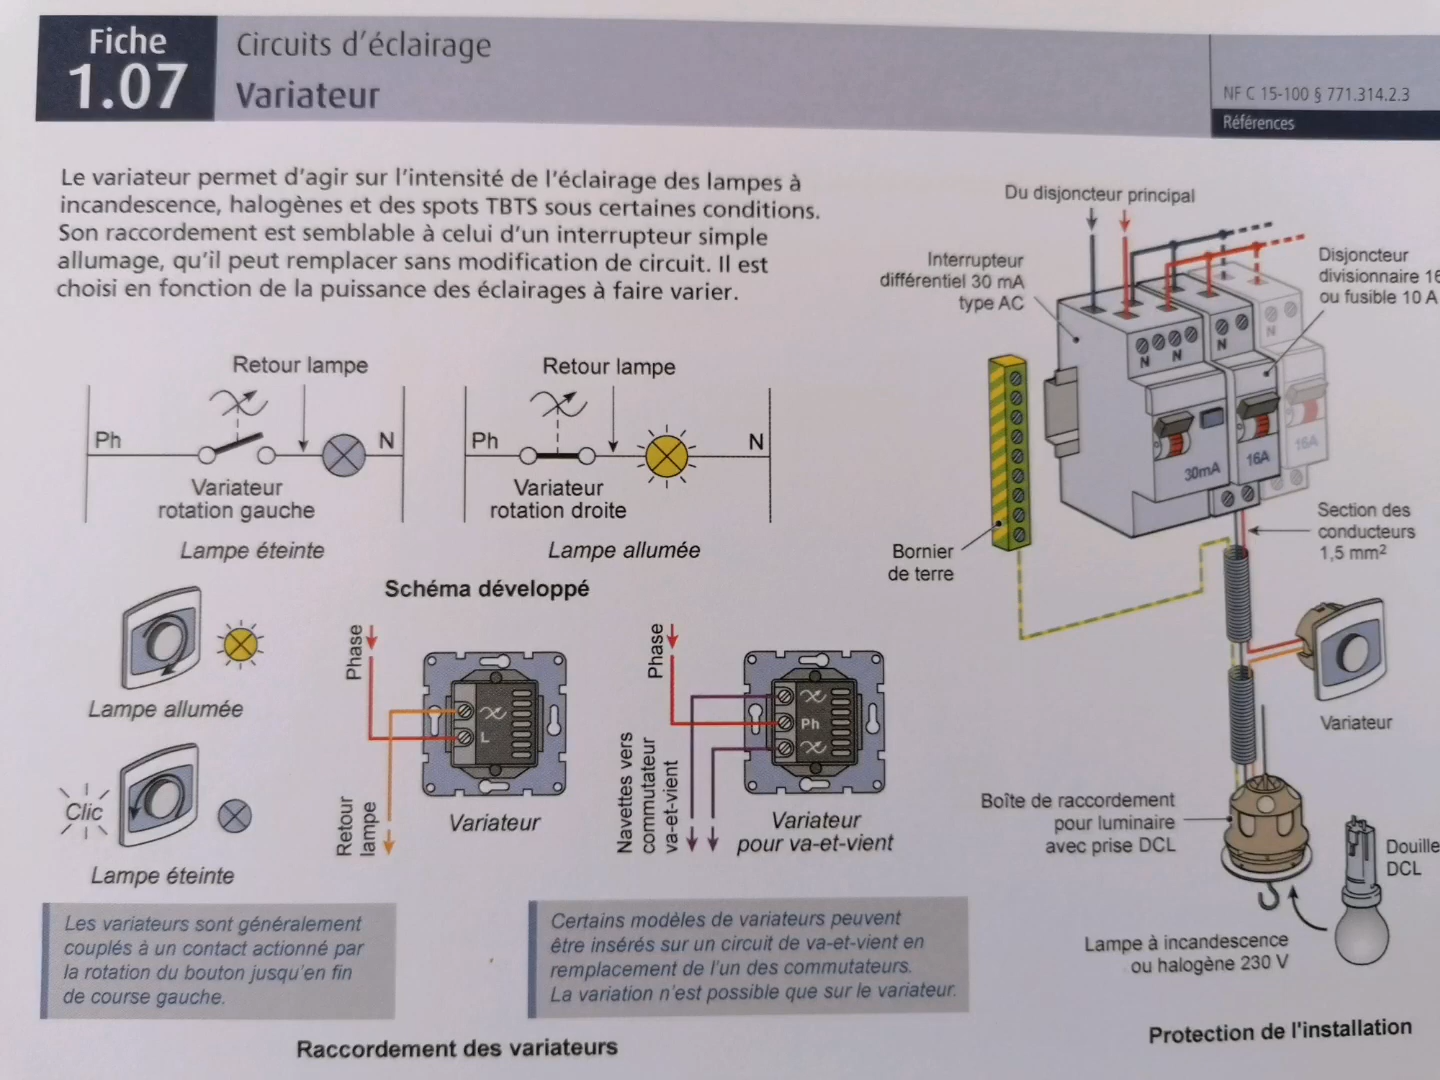 Fiche
1.07
Circuits d'éclairage
Variateur
NF C 15-100 § 771.314.2.3
Références
Le variateur permet d'agir sur l'intensité de l'éclairage des lampes à
incandescence, halogènes et des spots TBTS sous certaines conditions.
Son raccordement est semblable à celui d'un interrupteur simple
allumage, qu'il peut remplacer sans modification de circuit. Il est
choisi en fonction de la puissance des éclairages à faire varier.
Retour lampe
Ph
N
Variateur
rotation gauche
Lampe éteinte
Retour lampe
Ph
N
Variateur
rotation droite
Lampe allumée
Schéma développé
Lampe allumée
Clic
Lampe éteinte
Phase
Retour
lampe
L
Variateur
Phase
Navettes vers
commutateur
va-et-vient
Ph
Variateur
pour va-et-vient
Les variateurs sont généralement
couplés à un contact actionné par
la rotation du bouton jusqu'en fin
de course gauche.
Certains modèles de variateurs peuvent
être insérés sur un circuit de va-et-vient en
remplacement de l'un des commutateurs.
La variation n'est possible que sur le variateur.
Raccordement des variateurs
Du disjoncteur principal
Interrupteur
différentiel 30 mA
type AC
Disjoncteur
divisionnaire 16
ou fusible 10 A
N
N
N
N
30mA
16A
16A
Bornier
de terre
Section des
conducteurs
1,5 mm²
Variateur
Boîte de raccordement
pour luminaire
avec prise DCL
Douille
DCL
Lampe à incandescence
ou halogène 230 V
Protection de l'installation